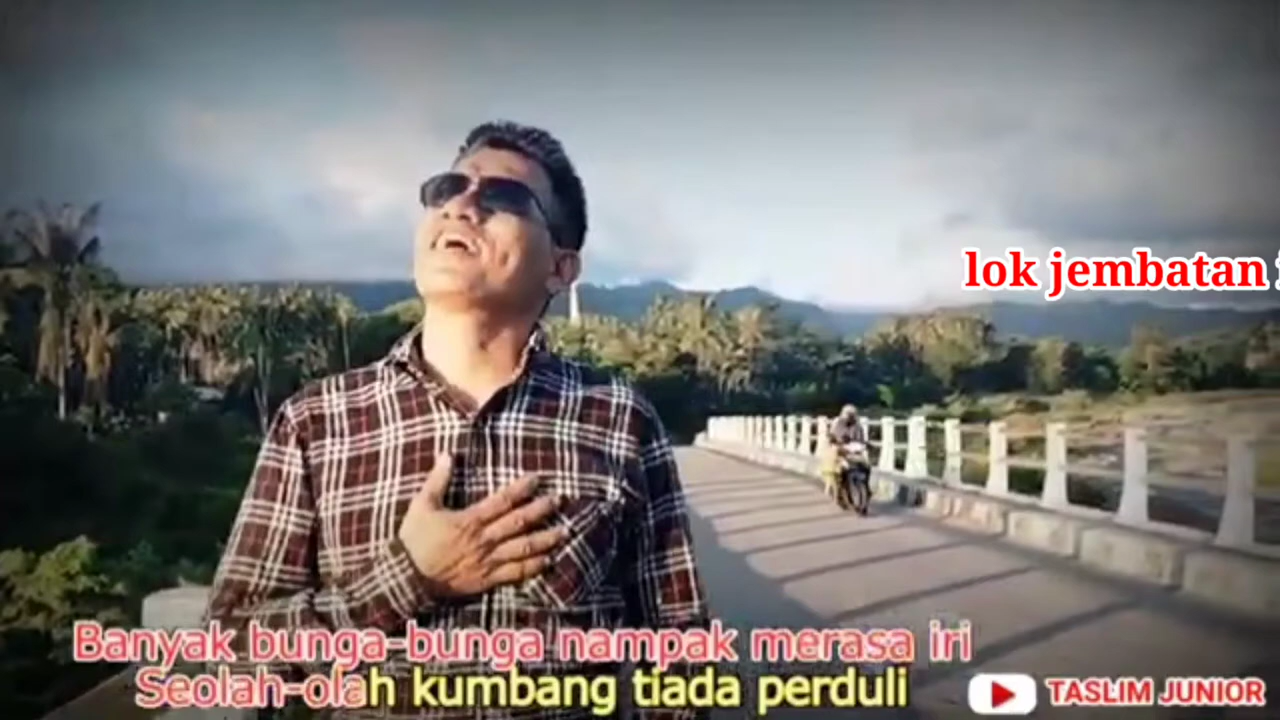 lok jembatan
Banyak bunga-bunga nampak merasa iri
Seolah-olah kumbang tiada perduli
TASLIM JUNIOR